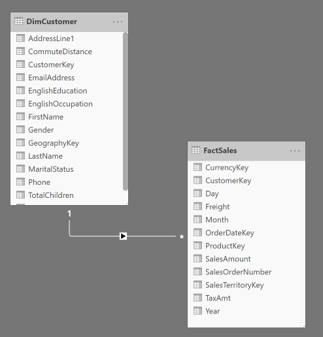 DimCustomer
AddressLine1
CommuteDistance
CustomerKey
EmailAddress
EnglishEducation
EnglishOccupation
FirstName
Gender
GeographyKey
LastName
MaritalStatus
Phone
TotalChildren
1
FactSales
CurrencyKey
CustomerKey
Day
Freight
Month
OrderDateKey
ProductKey
SalesAmount
SalesOrderNumber
SalesTerritoryKey
TaxAmt
Year
*